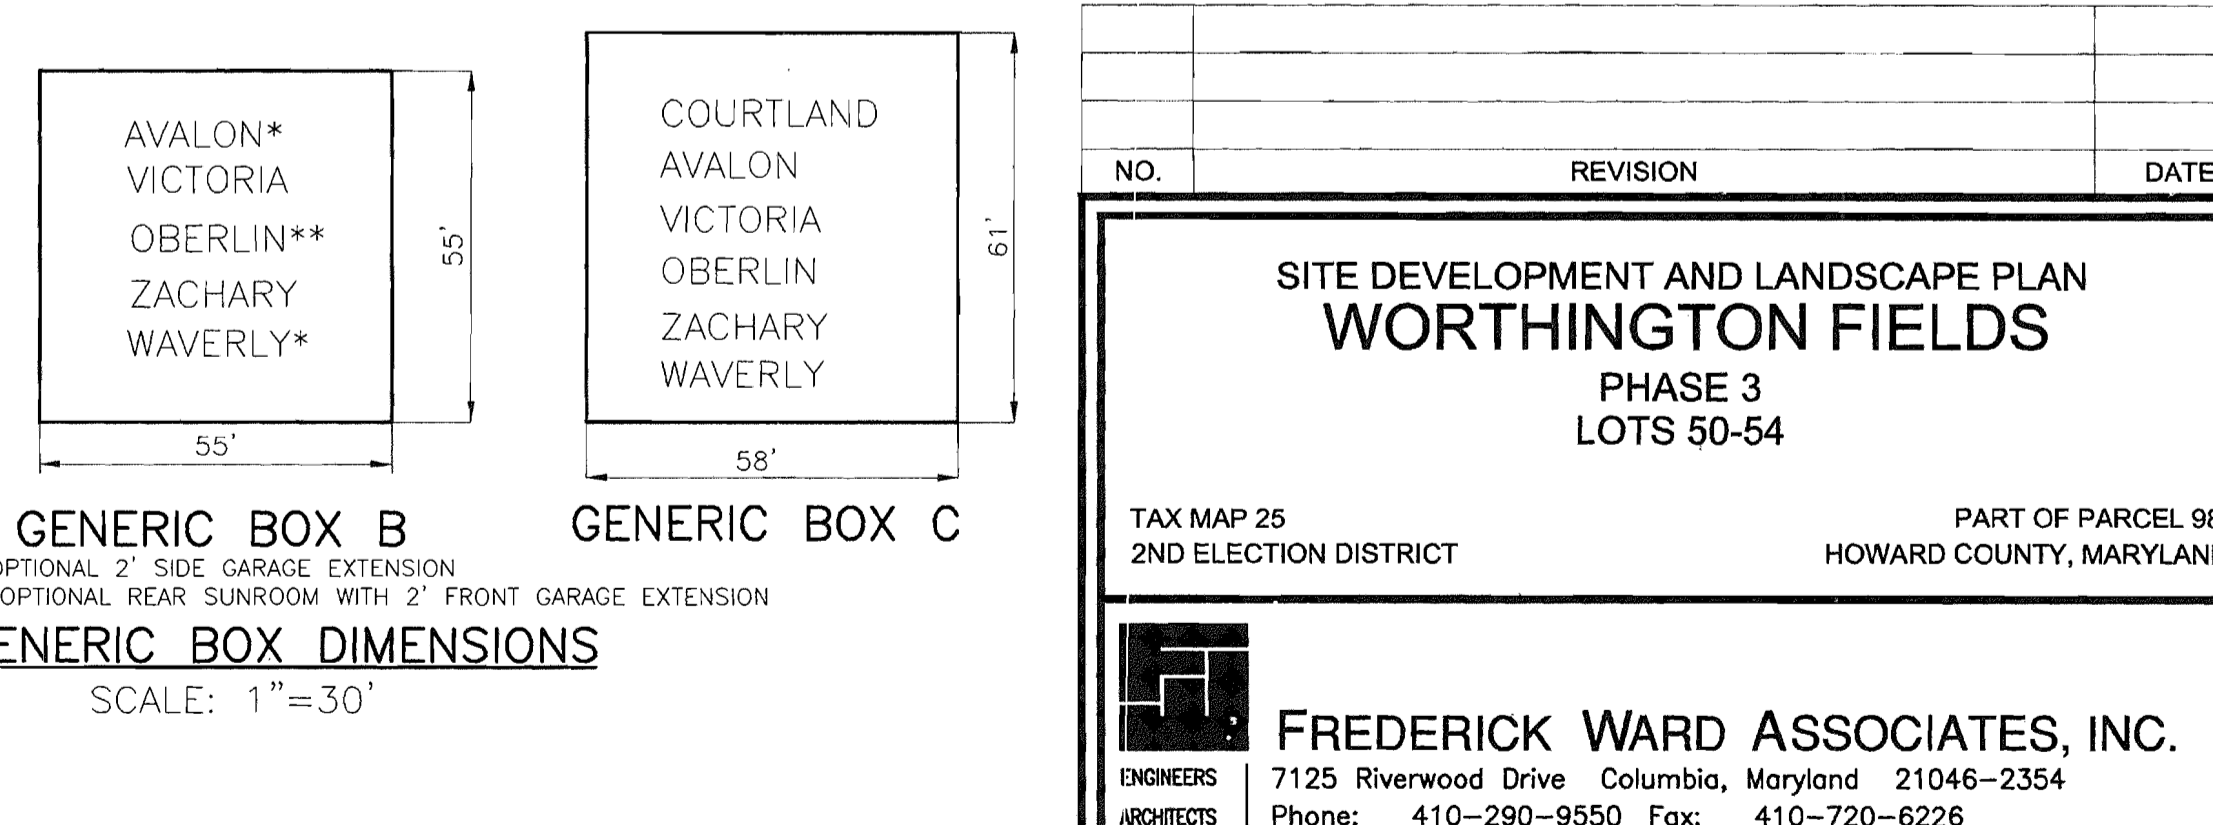 AVALON*
VICTORIA
OBERLIN**
ZACHARY
WAVERLY*
55'
55'
GENERIC BOX B
OPTIONAL 2' SIDE GARAGE EXTENSION
OPTIONAL REAR SUNROOM WITH 2' FRONT GARAGE EXTENSION
COURTLAND
AVALON
VICTORIA
OBERLIN
ZACHARY
WAVERLY
61'
58'
GENERIC BOX C
BOX DIMENSIONS
SCALE: 1"=30'
NO. REVISION DATE
SITE DEVELOPMENT AND LANDSCAPE PLAN
WORTHINGTON FIELDS
PHASE 3
LOTS 50-54
TAX MAP 25 PART OF PARCEL 98
2ND ELECTION DISTRICT HOWARD COUNTY,
FREDERICK WARD ASSOCIATES, INC.
ENGINEERS 7125 Riverwood Drive Columbia, Maryland 21046-2354
ARCHITECTS Phone: 410-290-9550 Fax: 410-720-6226